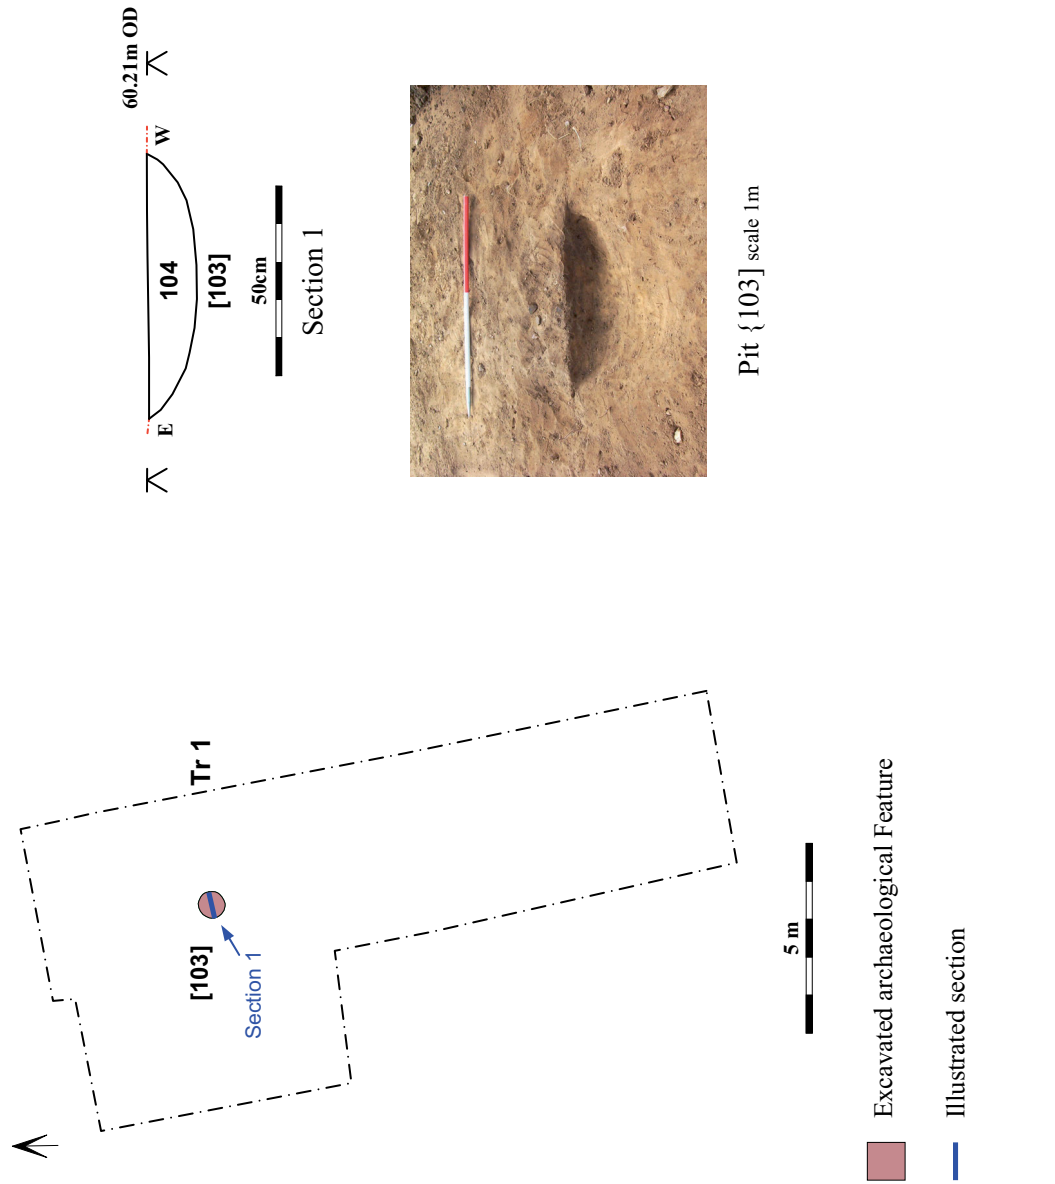 Tr 1
[103]
Section 1
5 m
Excavated archaeological Feature
Illustrated section
60.21m OD
E
W
104
[103]
50cm
Section 1
Pit {103] scale 1m